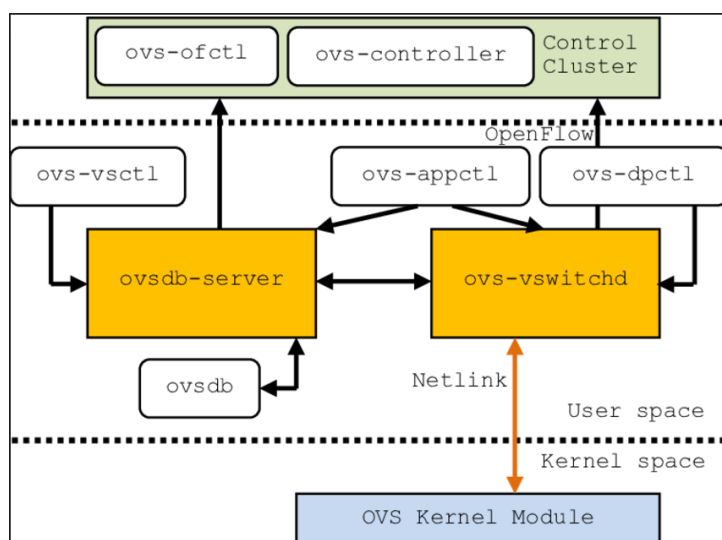 ovs-ofctl
ovs-controller
Control
Cluster
OpenFlow
ovs-vsctl
ovs-appctl
ovs-dpctl
ovsdb-server
ovs-vswitchd
ovsdb
Netlink
User space
Kernel space
OVS Kernel Module